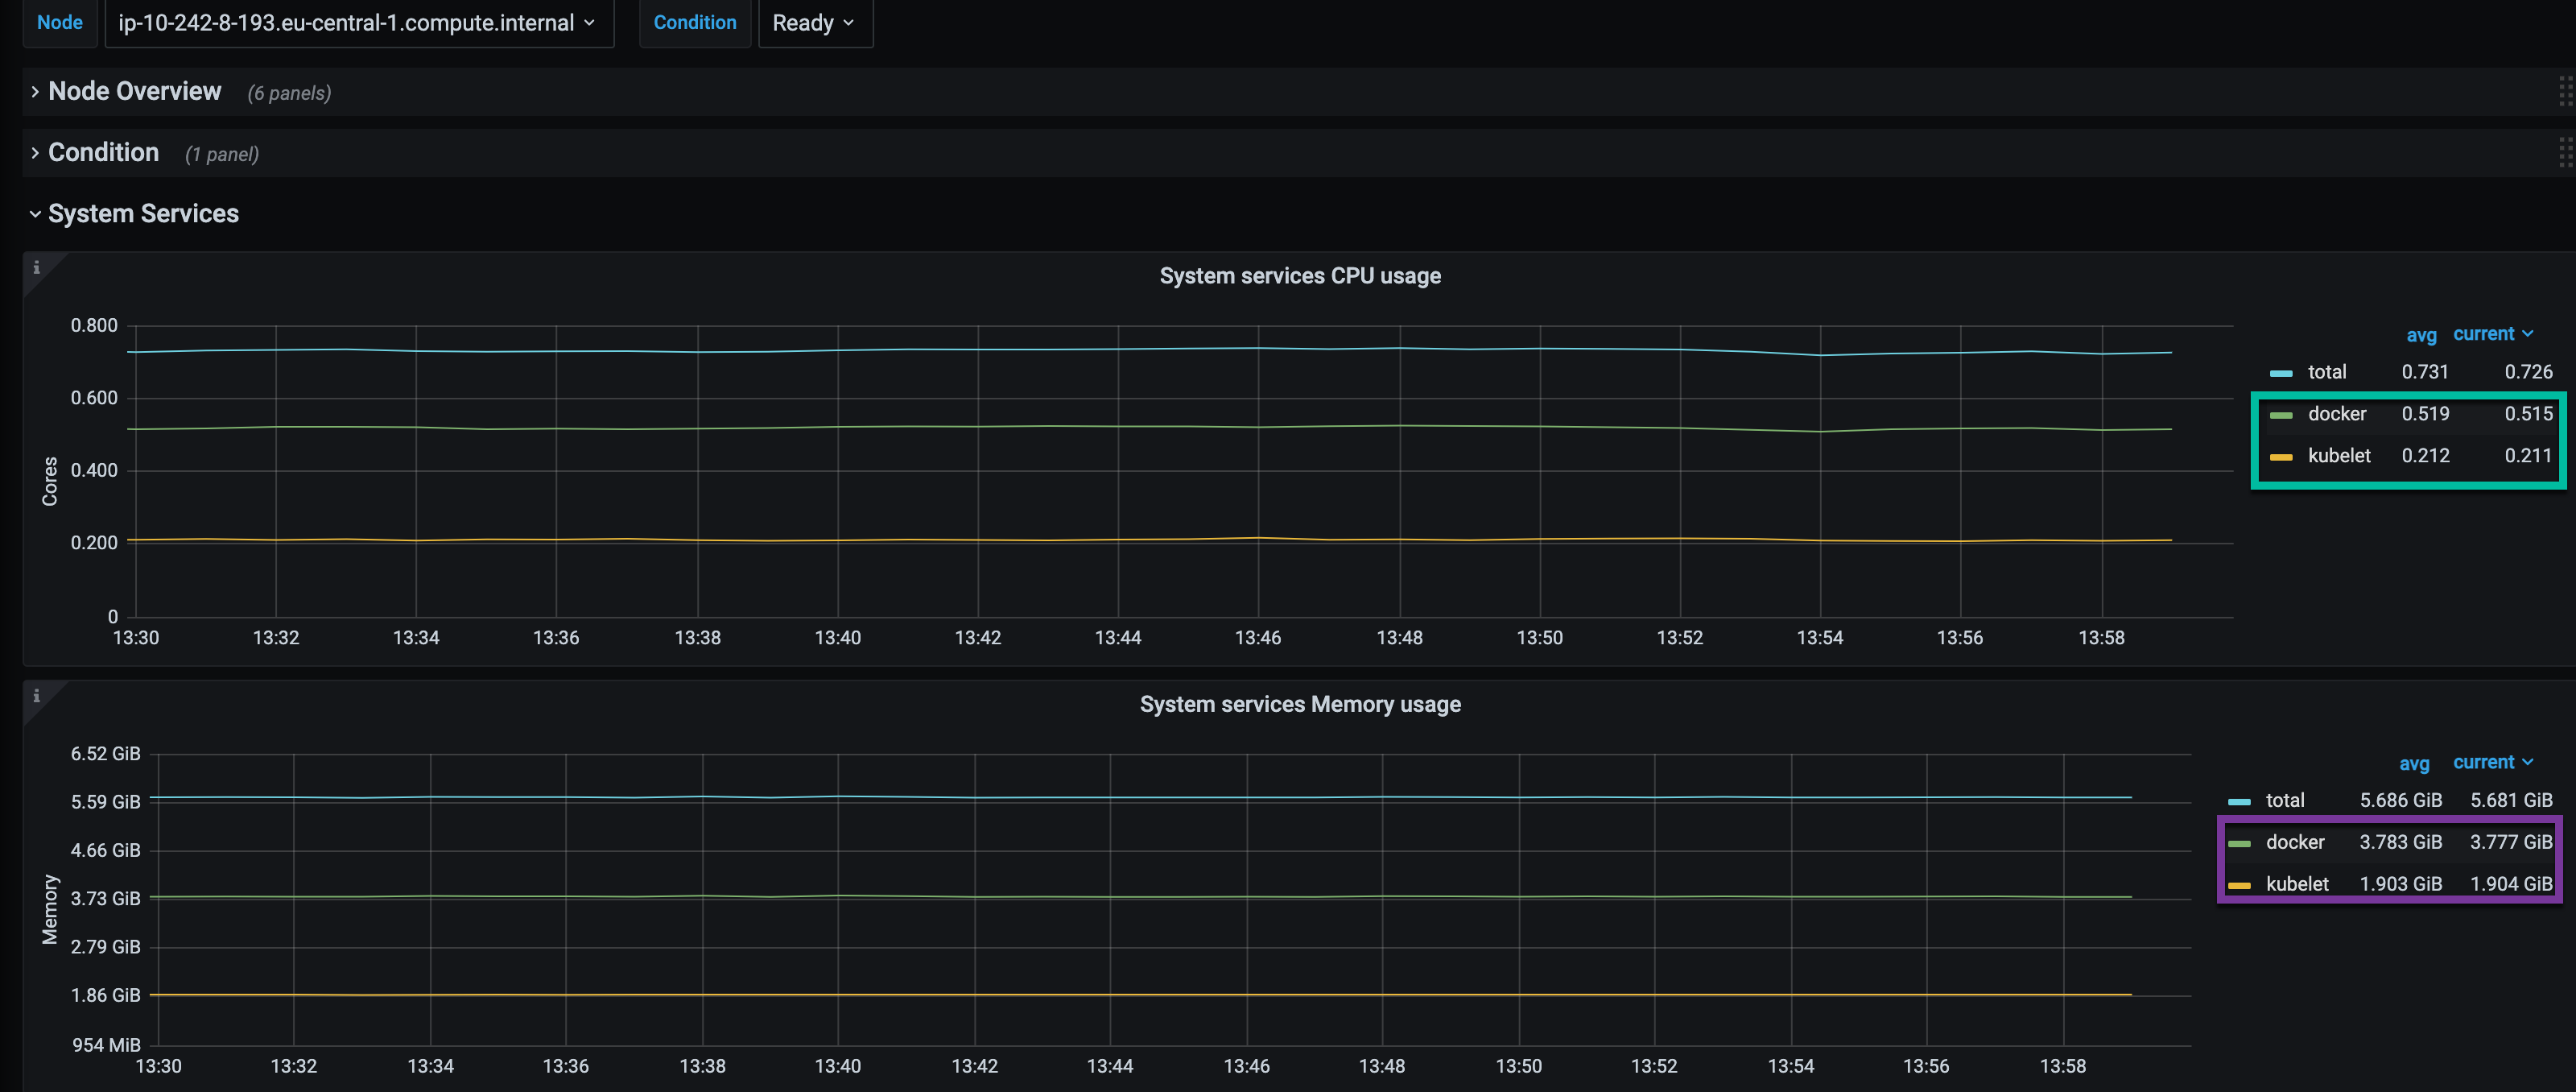 Node ip-10-242-8-193.eu-central-1.compute.internal Condition Ready
Node Overview (6 panels)
Condition (1 panel)
System Services
i
System services CPU usage
Cores
0.800
0.600
0.400
0.200
0
13:30 13:32 13:34 13:36 13:38 13:40 13:42 13:44 13:46 13:48 13:50 13:52 13:54 13:56 13:58
avg current
total 0.731 0.726
docker 0.519 0.515
kubelet 0.212 0.211
i
System services Memory usage
Memory
6.52 GiB
5.59 GiB
4.66 GiB
3.73 GiB
2.79 GiB
1.86 GiB
954 MiB
13:30 13:32 13:34 13:36 13:38 13:40 13:42 13:44 13:46 13:48 13:50 13:52 13:54 13:56 13:58
avg current
total 5.686 GiB 5.681 GiB
docker 3.783 GiB 3.777 GiB
kubelet 1.903 GiB 1.904 GiB